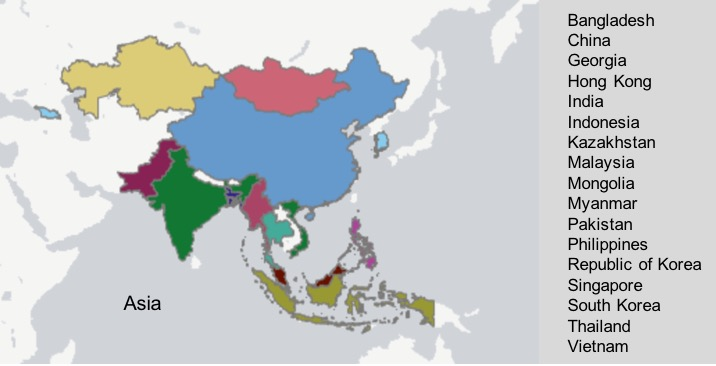 Bangladesh
China
Georgia
Hong Kong
India
Indonesia
Kazakhstan
Malaysia
Mongolia
Myanmar
Pakistan
Philippines
Republic of Korea
Singapore
South Korea
Thailand
Vietnam
Asia